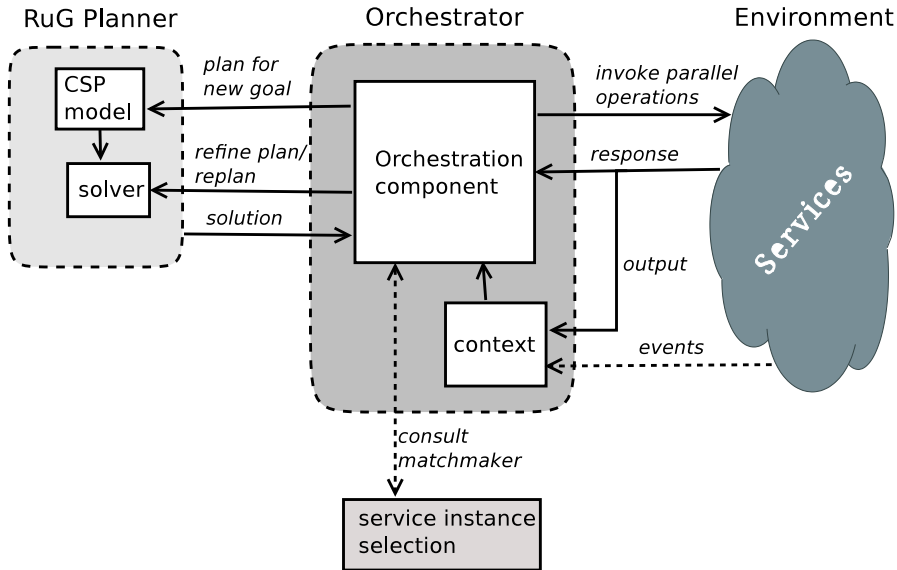 RuG Planner
Orchestrator
Environment
CSP
model
plan for
new goal
invoke parallel
operations
Orchestration
component
refine plan/
replan
response
solver
solution
Services
output
context
events
consult
matchmaker
service instance
selection